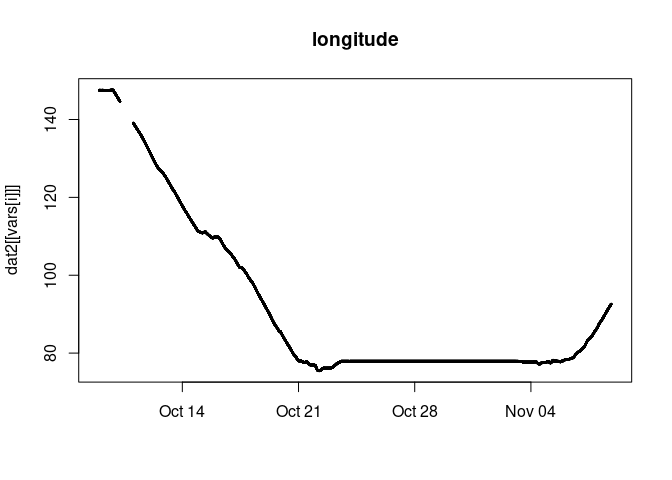 longitude
dat2[[vars[i]]]
140
120
100
80
Oct 14
Oct 21
Oct 28
Nov 04